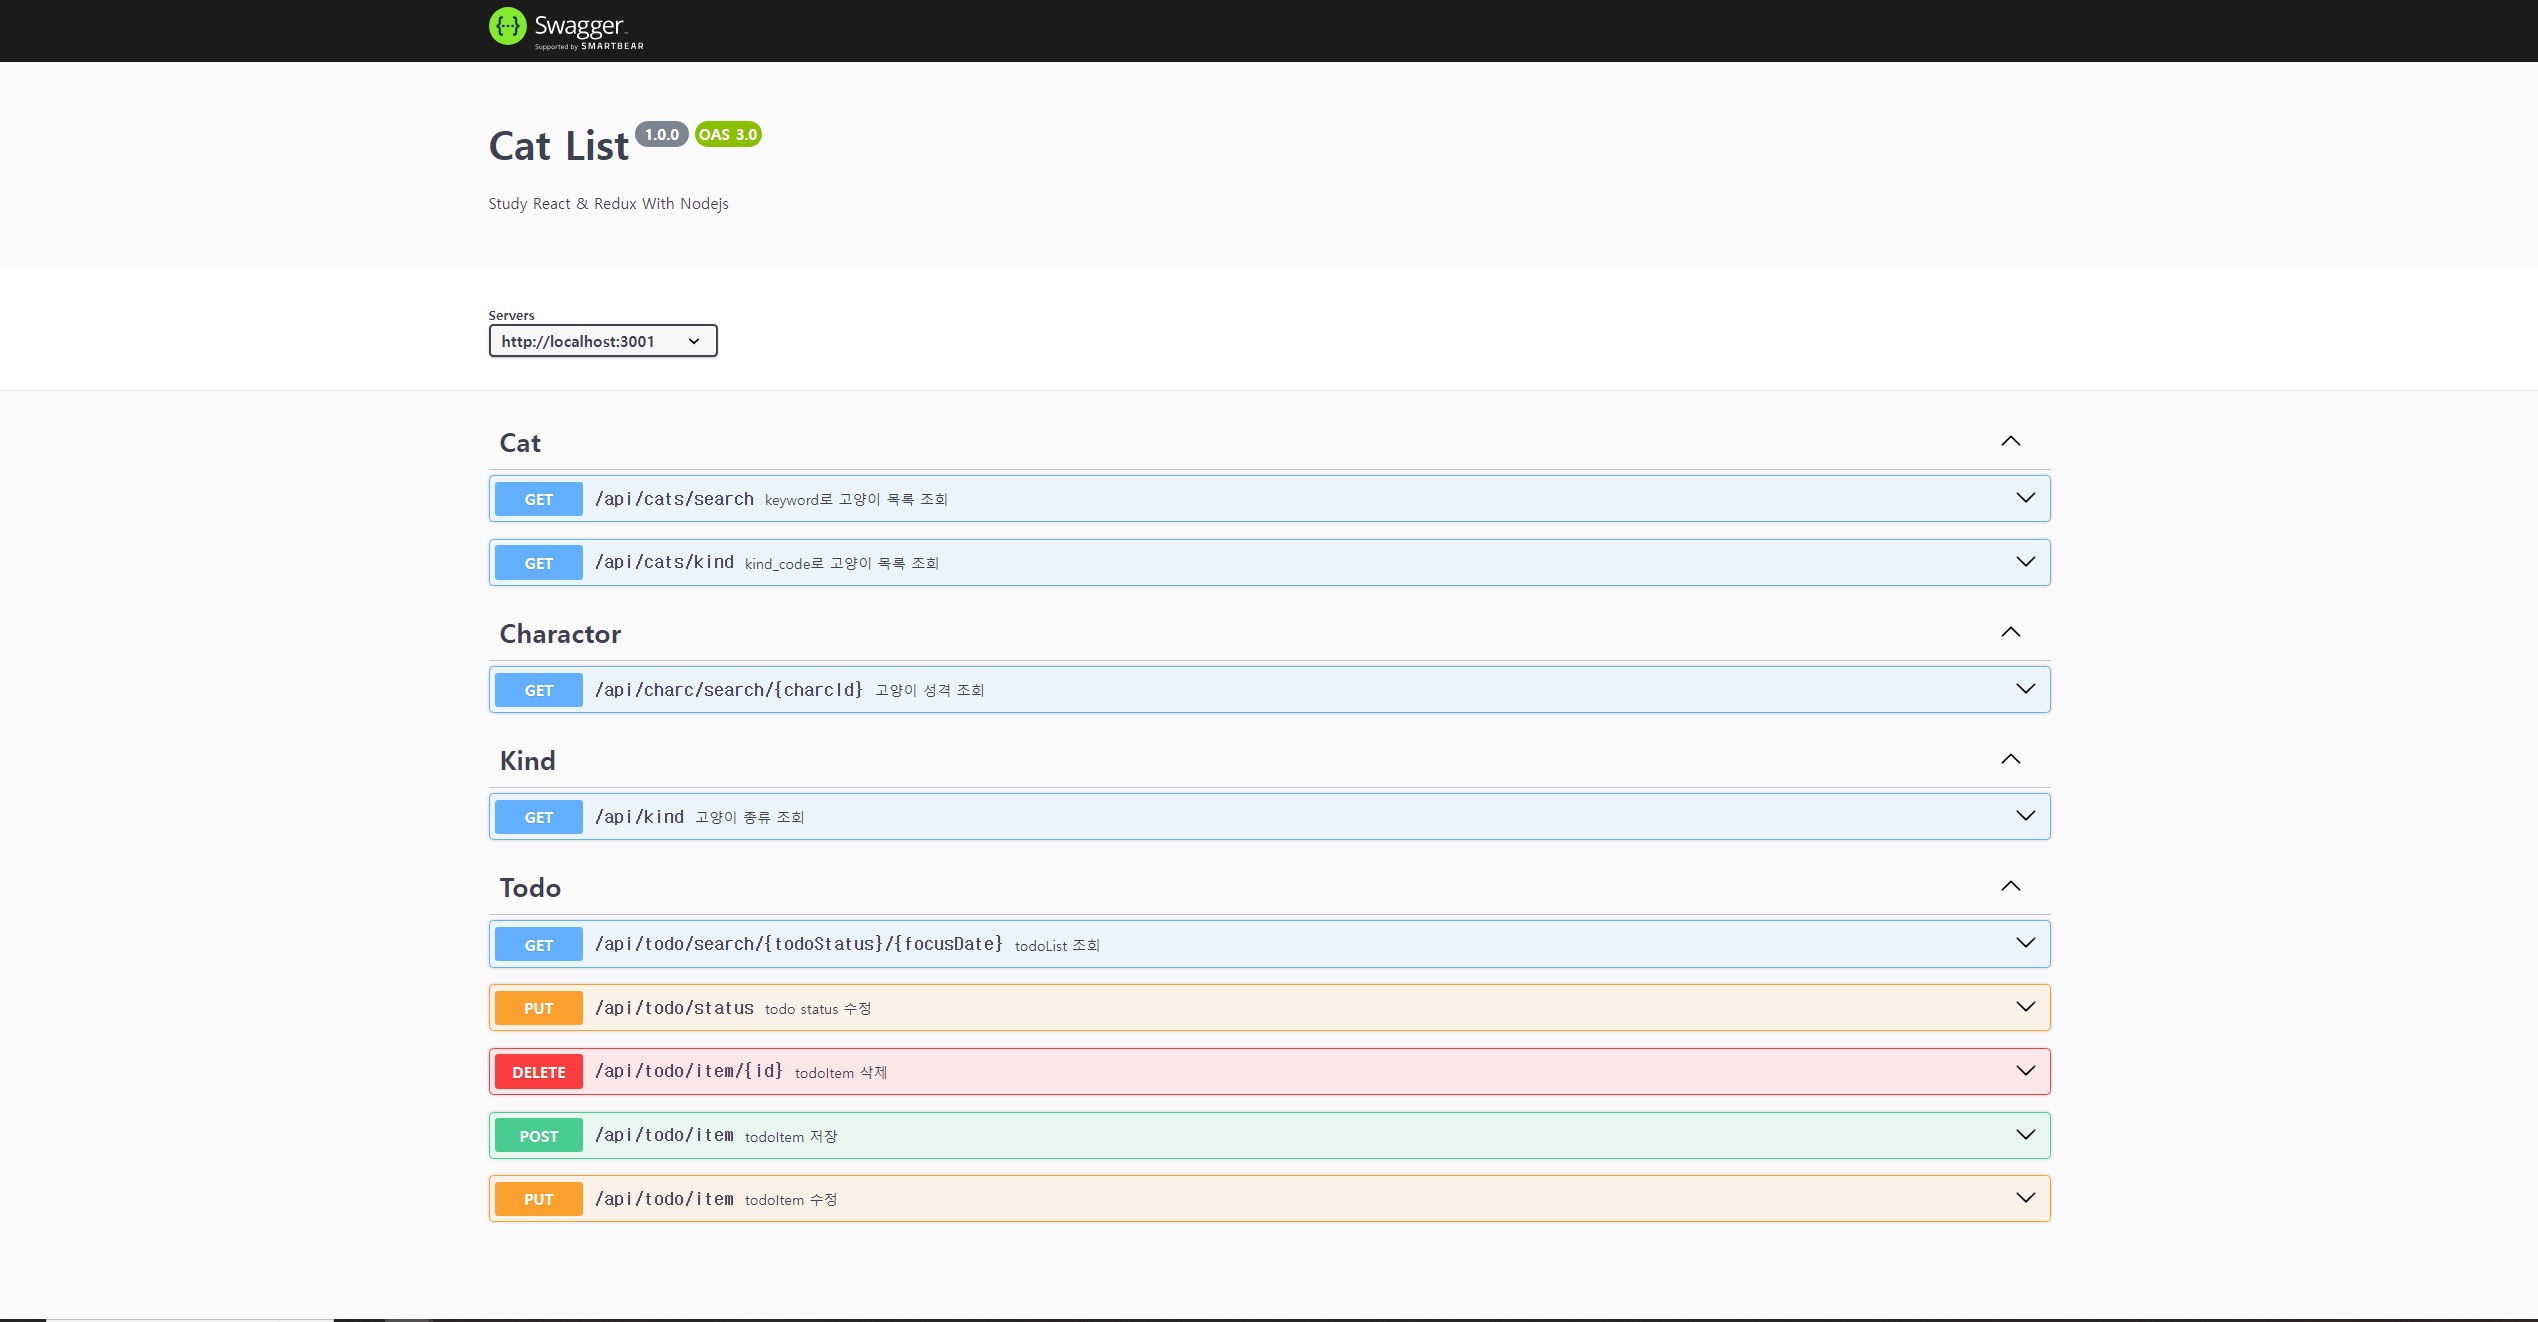 Swagger
Supported by SMARTBEAR
Cat List 1.0.0 OAS 3.0
Study React & Redux With Nodejs
Servers
http://localhost:3001
Cat
GET /api/cats/search keyword로 고양이 목록 조회
GET /api/cats/kind kind_code로 고양이 목록 조회
Charactor
GET /api/charc/search/{charcId} 고양이 성격 조회
Kind
GET /api/kind 고양이 종류 조회
Todo
GET /api/todo/search/{todoStatus}/{focusDate} todoList 조회
PUT /api/todo/status todo status 수정
DELETE /api/todo/item/{id} todoItem 삭제
POST /api/todo/item todoItem 저장
PUT /api/todo/item todoItem 수정